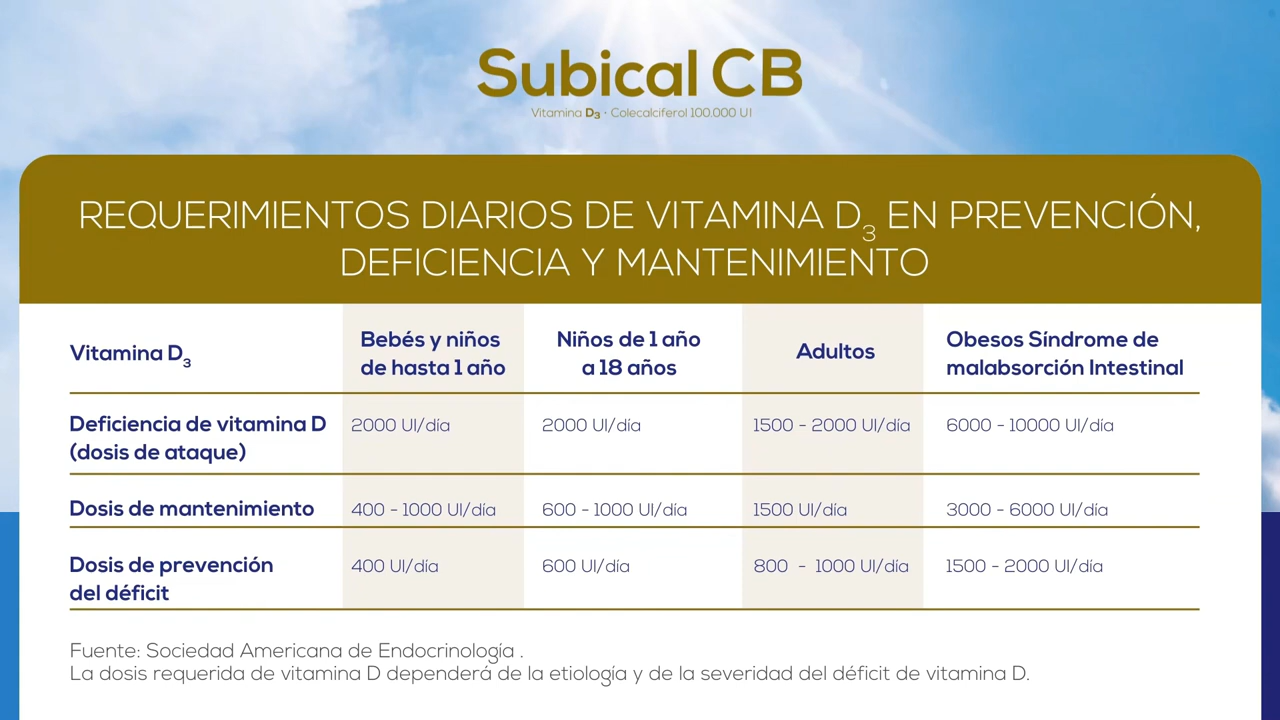 Subical CB
Vitamina D3 · Colecalciferol 100.000 UI
REQUERIMIENTOS DIARIOS DE VITAMINA D3 EN PREVENCIÓN,
DEFICIENCIA Y MANTENIMIENTO
Vitamina D3
Bebés y niños
de hasta 1 año
Niños de 1 año
a 18 años
Adultos
Obesos Síndrome de
malabsorción Intestinal
Deficiencia de vitamina D
(dosis de ataque)
2000 UI/día
2000 UI/día
1500 - 2000 UI/día
6000 - 10000 UI/día
Dosis de mantenimiento
400 - 1000 UI/día
600 - 1000 UI/día
1500 UI/día
3000 - 6000 UI/día
Dosis de prevención
del déficit
400 UI/día
600 UI/día
800 - 1000 UI/día
1500 - 2000 UI/día
Fuente: Sociedad Americana de Endocrinología .
La dosis requerida de vitamina D dependerá de la etiología y de la severidad del déficit de vitamina D.